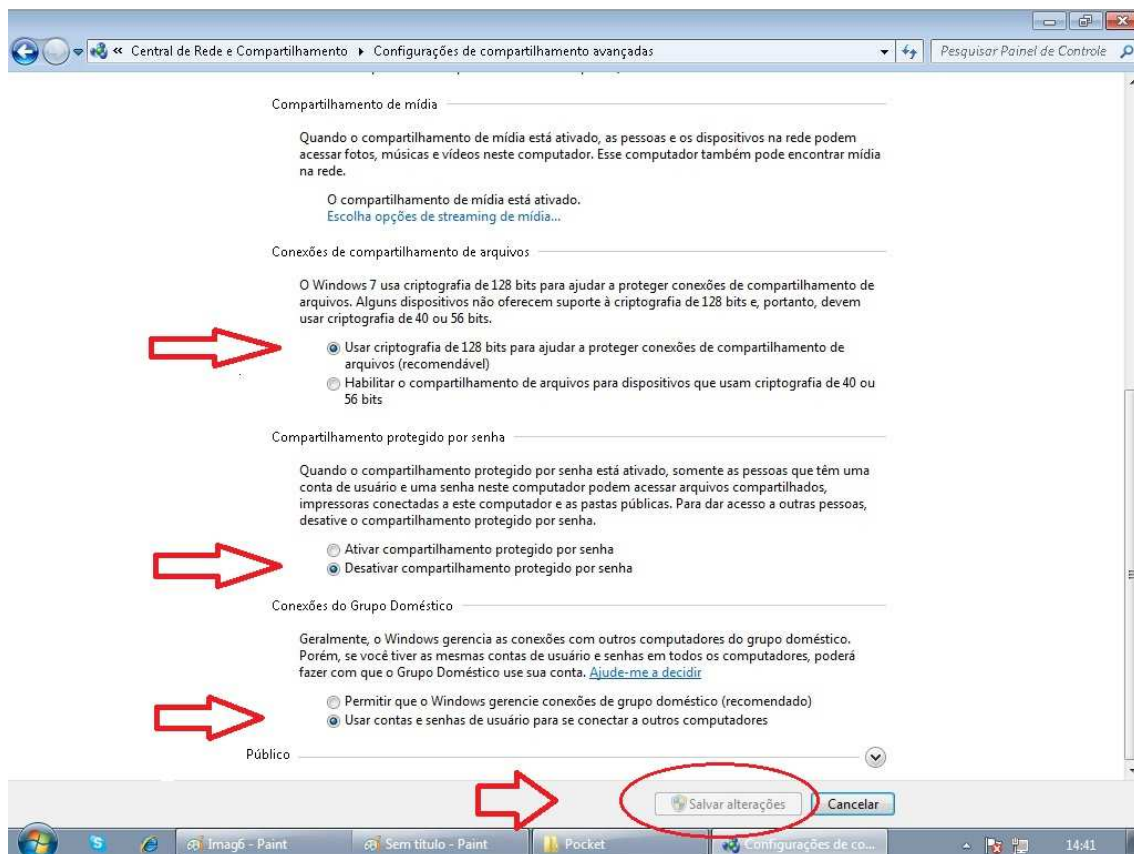 « Central de Rede e Compartilhamento Configurações de compartilhamento avançadas
Pesquisar Painel de Controle
Compartilhamento de mídia
Quando o compartilhamento de mídia está ativado, as pessoas e os dispositivos na rede podem
acessar fotos, músicas e vídeos neste computador. Esse computador também pode encontrar mídia
na rede.
O compartilhamento de mídia está ativado.
Escolha opções de streaming de mídia...
Conexões de compartilhamento de arquivos
O Windows 7 usa criptografia de 128 bits para ajudar a proteger conexões de compartilhamento de
arquivos. Alguns dispositivos não oferecem suporte à criptografia de 128 bits e, portanto, devem
usar criptografia de 40 ou 56 bits.
Usar criptografia de 128 bits para ajudar a proteger conexões de compartilhamento de
arquivos (recomendável)
Habilitar o compartilhamento de arquivos para dispositivos que usam criptografia de 40 ou
56 bits
Compartilhamento protegido por senha
Quando o compartilhamento protegido por senha está ativado, somente as pessoas que têm uma
conta de usuário e uma senha neste computador podem acessar arquivos compartilhados,
impressoras conectadas a este computador e as pastas públicas. Para dar acesso a outras pessoas,
desative o compartilhamento protegido por senha.
Ativar compartilhamento protegido por senha
Desativar compartilhamento protegido por senha
Conexões do Grupo Doméstico
Geralmente, o Windows gerencia as conexões com outros computadores do grupo doméstico.
Porém, se você tiver as mesmas contas de usuário e senhas em todos os computadores, poderá
fazer com que o Grupo Doméstico use sua conta. Ajude-me a decidir
Permitir que o Windows gerencie conexões de grupo doméstico (recomendado)
Usar contas e senhas de usuário para se conectar a outros computadores
Público
Salvar alterações Cancelar
Imag6 - Paint Sem título - Paint Pocket Configurações de co... 14:41